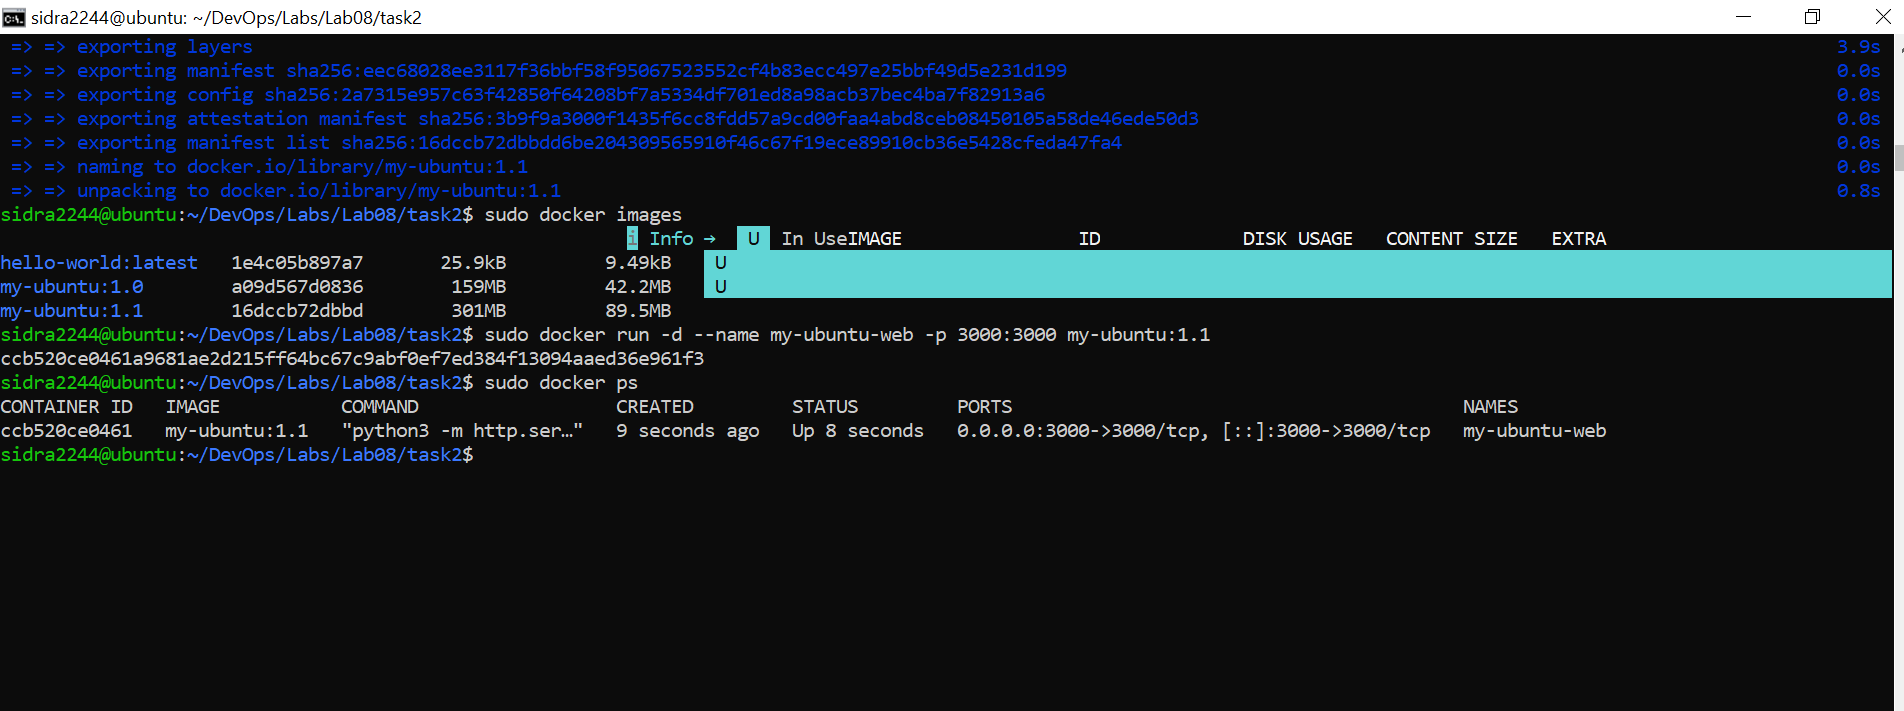 sidra2244@ubuntu: ~/DevOps/Labs/Lab08/task2
=> => exporting layers 3.9s
=> => exporting manifest sha256:eec68028ee3117f36bbf58f95067523552cf4b83ecc497e25bbf49d5e231d199 0.0s
=> => exporting config sha256:2a7315e957c63f42850f64208bf7a5334df701ed8a98acb37bec4ba7f82913a6 0.0s
=> => exporting attestation manifest sha256:3b9f9a3000f1435f6cc8fdd57a9cd00faa4abd8ceb08450105a58de46ede50d3 0.0s
=> => exporting manifest list sha256:16dccb72dbbdd6be204309565910f46c67f19ece89910cb36e5428cfeda47fa4 0.0s
=> => naming to docker.io/library/my-ubuntu:1.1 0.0s
=> => unpacking to docker.io/library/my-ubuntu:1.1 0.8s
sidra2244@ubuntu:~/DevOps/Labs/Lab08/task2$ sudo docker images
i Info → U In UseIMAGE ID DISK USAGE CONTENT SIZE EXTRA
hello-world:latest 1e4c05b897a7 25.9kB 9.49kB U
my-ubuntu:1.0 a09d567d0836 159MB 42.2MB U
my-ubuntu:1.1 16dccb72dbbd 301MB 89.5MB
sidra2244@ubuntu:~/DevOps/Labs/Lab08/task2$ sudo docker run -d --name my-ubuntu-web -p 3000:3000 my-ubuntu:1.1
ccb520ce0461a9681ae2d215ff64bc67c9abf0ef7ed384f13094aaed36e961f3
sidra2244@ubuntu:~/DevOps/Labs/Lab08/task2$ sudo docker ps
CONTAINER ID IMAGE COMMAND CREATED STATUS PORTS NAMES
ccb520ce0461 my-ubuntu:1.1 "python3 -m http.ser…" 9 seconds ago Up 8 seconds 0.0.0.0:3000->3000/tcp, [::]:3000->3000/tcp my-ubuntu-web
sidra2244@ubuntu:~/DevOps/Labs/Lab08/task2$